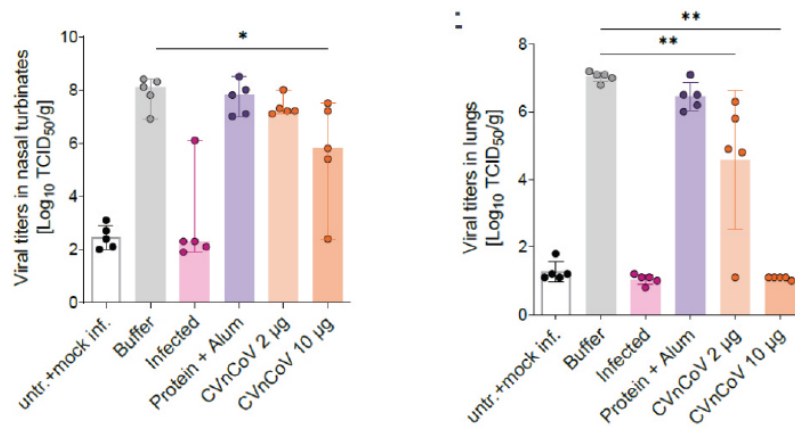 *
Viral titers in nasal turbinates
[Log10 TCID50/g]
10
8
6
4
2
0
untr.+mock inf.
Buffer
Infected
Protein + Alum
CVnCoV 2 µg
CVnCoV 10 µg
**
**
Viral titers in lungs
[Log10 TCID50/g]
8
6
4
2
0
untr.+mock inf.
Buffer
Infected
Protein + Alum
CVnCoV 2 µg
CVnCoV 10 µg